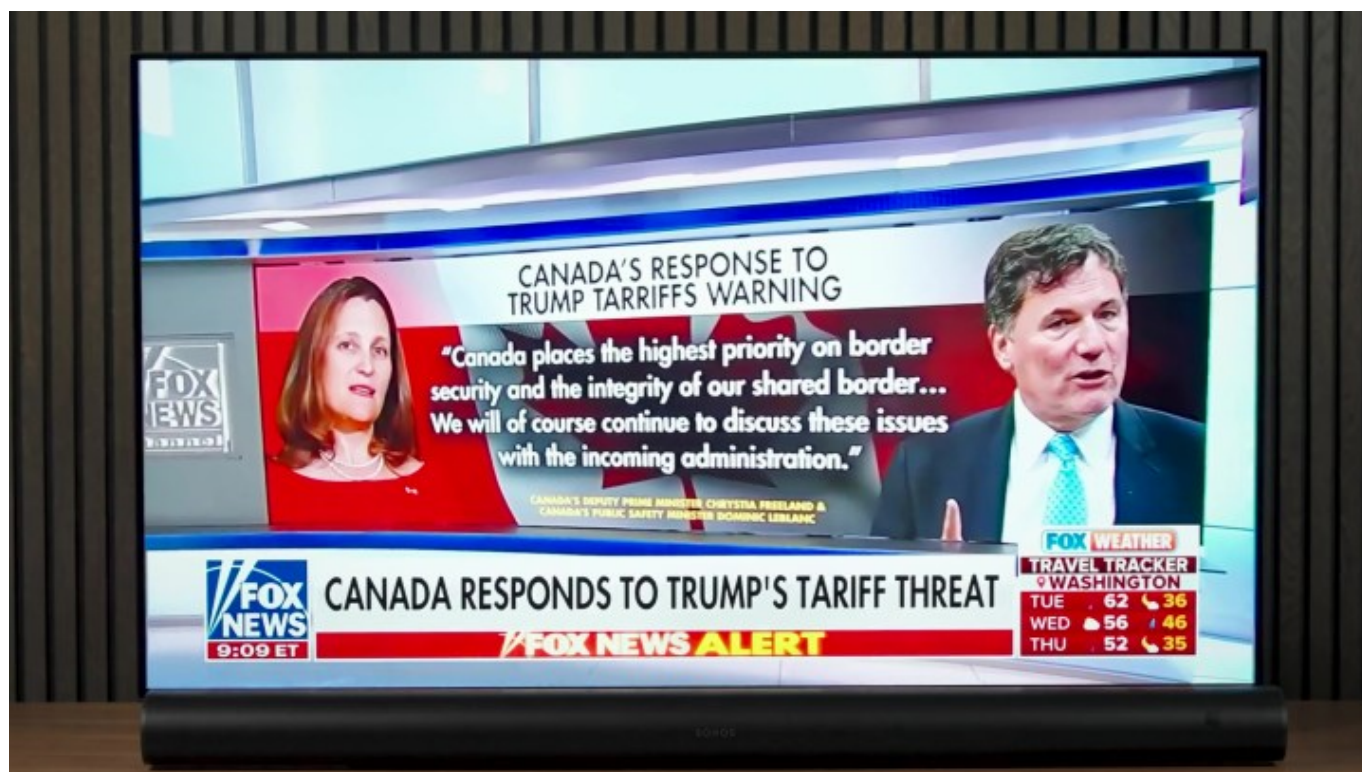 CANADA'S RESPONSE TO
TRUMP TARRIFFS WARNING
"Canada places the highest priority on border
security and the integrity of our shared border...
We will of course continue to discuss these issues
with the incoming administration."
CANADA'S DEPUTY PRIME MINISTER CHRYSTIA FREELAND &
CANADA'S PUBLIC SAFETY MINISTER DOMINIC LEBLANC
FOX
NEWS
channel
FOX
NEWS
9:09 ET
CANADA RESPONDS TO TRUMP'S TARIFF THREAT
FOX NEWS ALERT
FOX WEATHER
TRAVEL TRACKER
WASHINGTON
TUE 62 36
WED 56 46
THU 52 35
SONOS